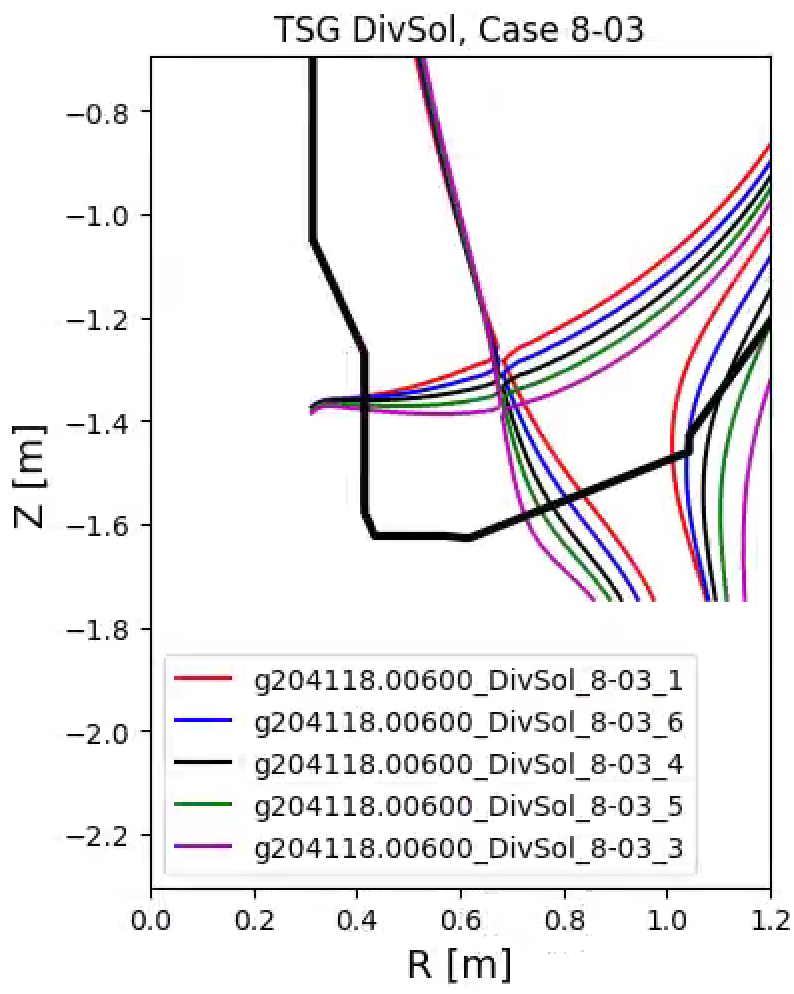 TSG DivSol, Case 8-03
−0.8
−1.0
−1.2
−1.4
−1.6
−1.8
−2.0
−2.2
Z [m]
g204118.00600_DivSol_8-03_1
g204118.00600_DivSol_8-03_6
g204118.00600_DivSol_8-03_4
g204118.00600_DivSol_8-03_5
g204118.00600_DivSol_8-03_3
0.0 0.2 0.4 0.6 0.8 1.0 1.2
R [m]